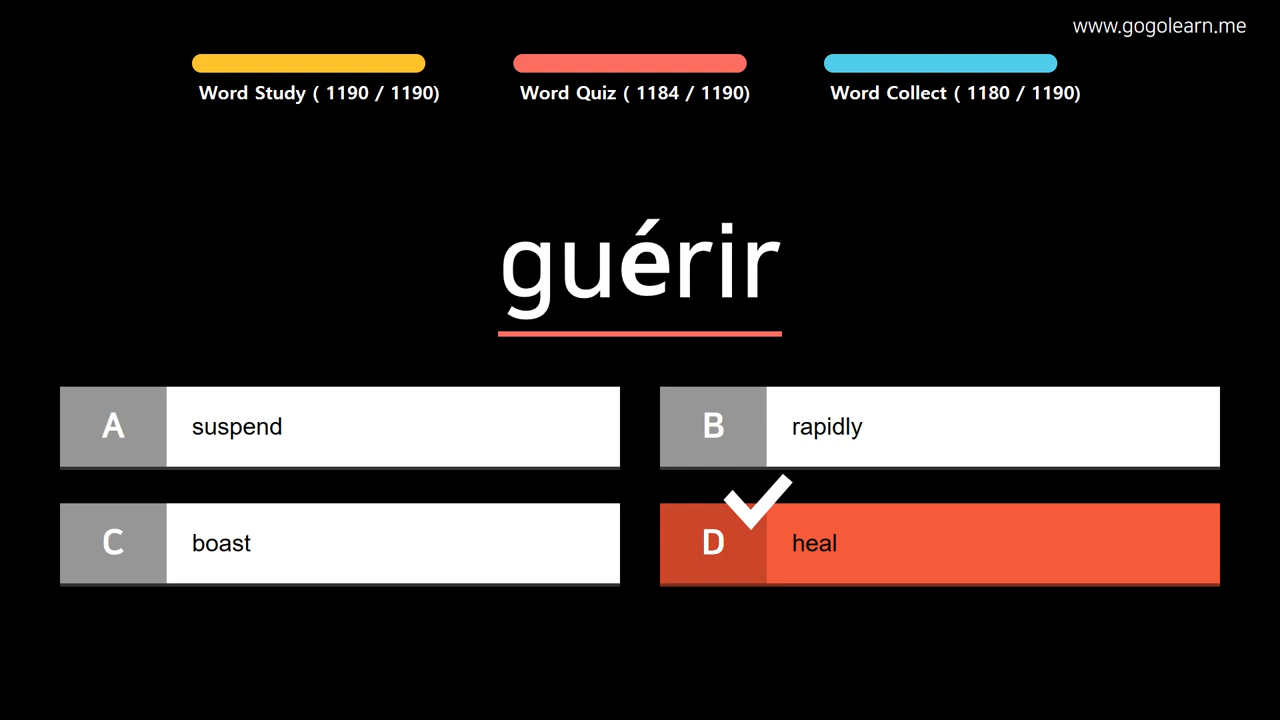 www.gogolearn.me
Word Study ( 1190 / 1190)
Word Quiz ( 1184 / 1190)
Word Collect ( 1180 / 1190)
guérir
A suspend
B rapidly
C boast
D heal